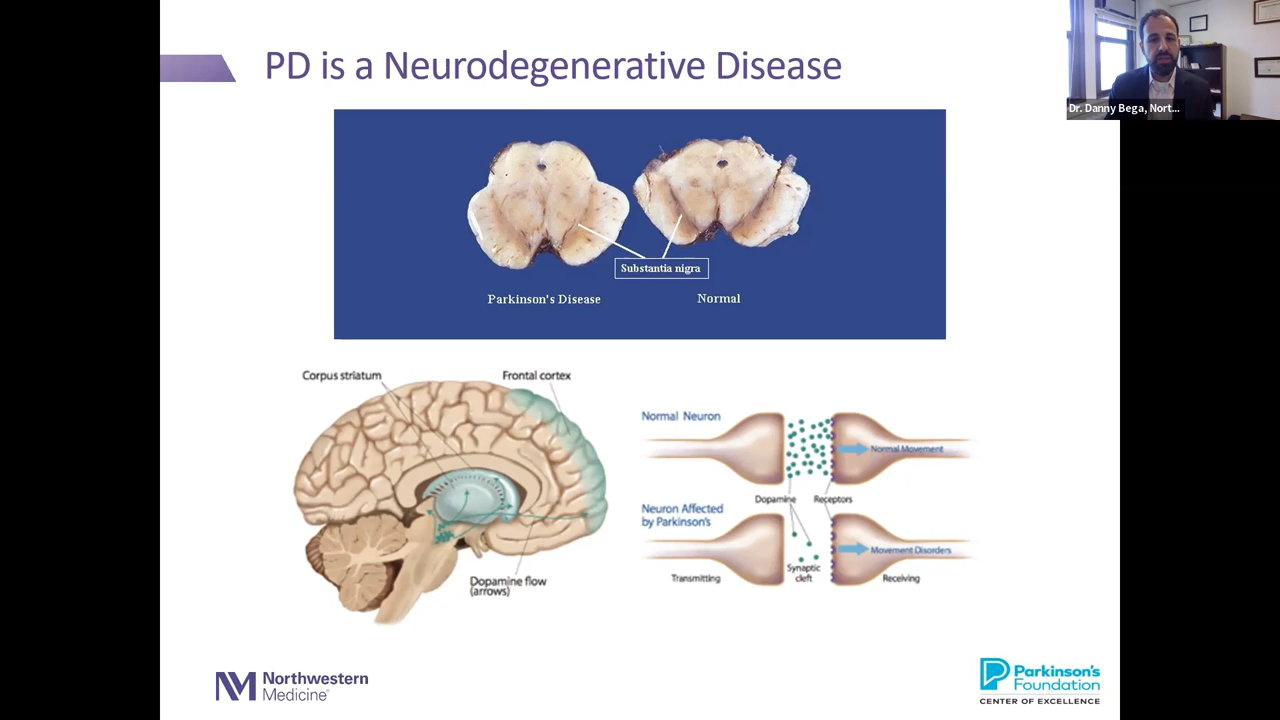 PD is a Neurodegenerative Disease
Dr. Danny Bega, Nort...
Substantia nigra
Parkinson's Disease
Normal
Corpus striatum
Frontal cortex
Dopamine flow
(arrows)
Normal Neuron
Normal Movement
Dopamine
Receptors
Neuron Affected
by Parkinson's
Movement Disorders
Synaptic
cleft
Transmitting
Receiving
NM Northwestern
Medicine®
Parkinson's
Foundation
CENTER OF EXCELLENCE